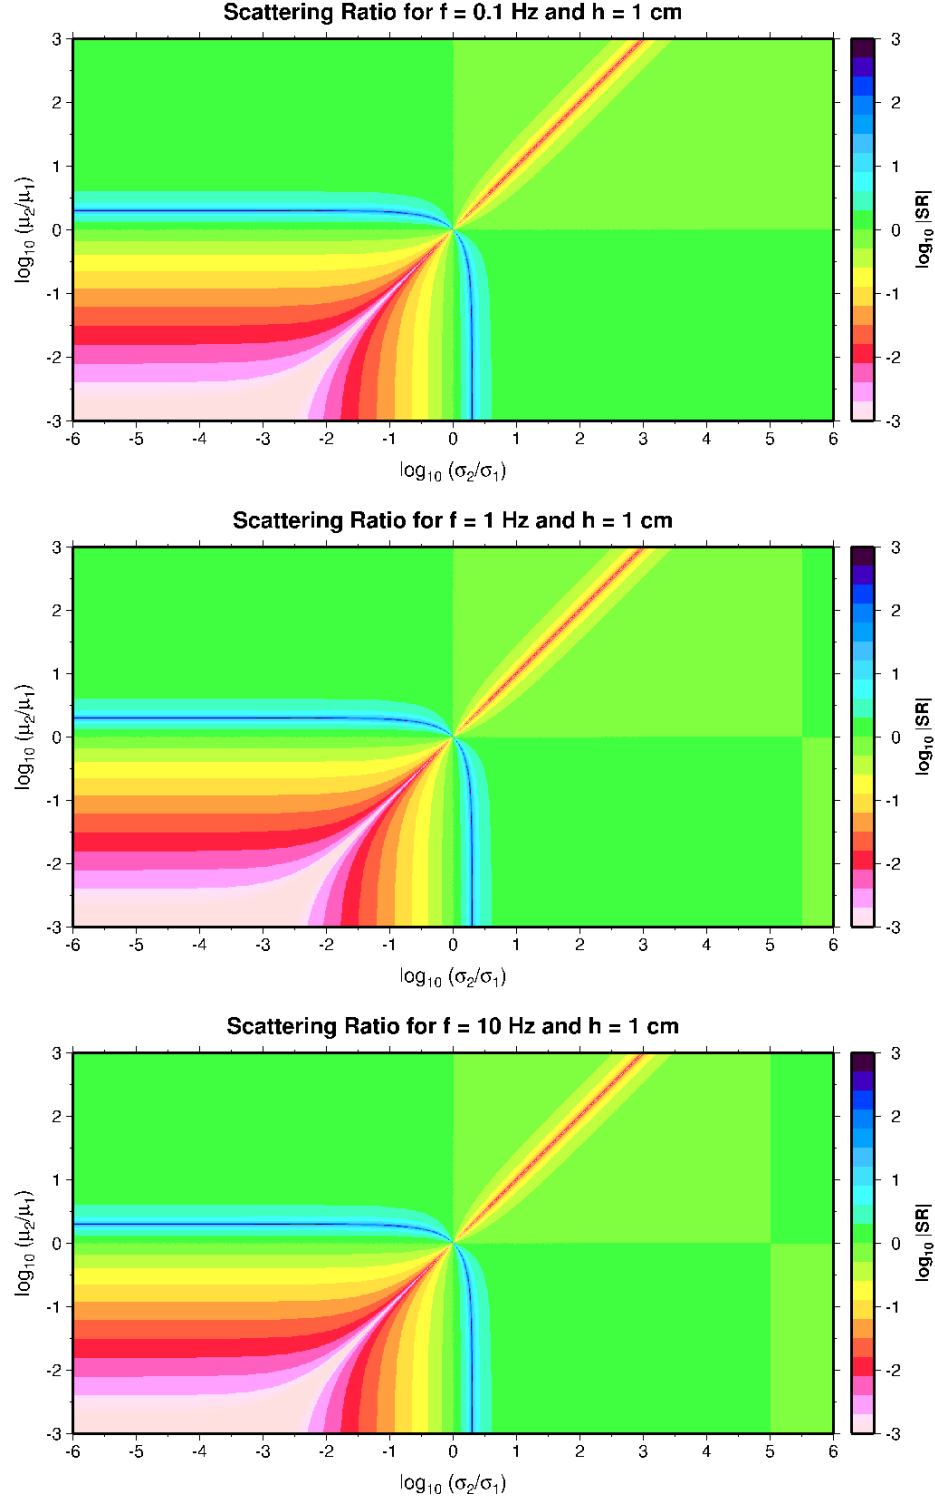 Scattering Ratio for f = 0.1 Hz and h = 1 cm
3
2
1
0
-1
-2
-3
log₁₀ (μ₂/μ₁)
-6 -5 -4 -3 -2 -1 0 1 2 3 4 5 6
log₁₀ (σ₂/σ₁)
3
2
1
0
-1
-2
-3
log₁₀ |SR|
Scattering Ratio for f = 1 Hz and h = 1 cm
3
2
1
0
-1
-2
-3
log₁₀ (μ₂/μ₁)
-6 -5 -4 -3 -2 -1 0 1 2 3 4 5 6
log₁₀ (σ₂/σ₁)
3
2
1
0
-1
-2
-3
log₁₀ |SR|
Scattering Ratio for f = 10 Hz and h = 1 cm
3
2
1
0
-1
-2
-3
log₁₀ (μ₂/μ₁)
-6 -5 -4 -3 -2 -1 0 1 2 3 4 5 6
log₁₀ (σ₂/σ₁)
3
2
1
0
-1
-2
-3
log₁₀ |SR|